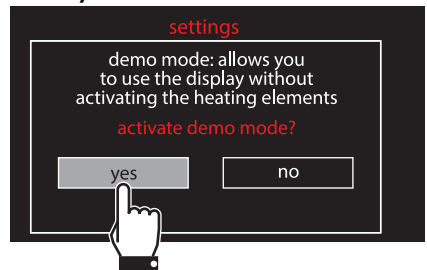 settings
demo mode: allows you
to use the display without
activating the heating elements
activate demo mode?
yes
no